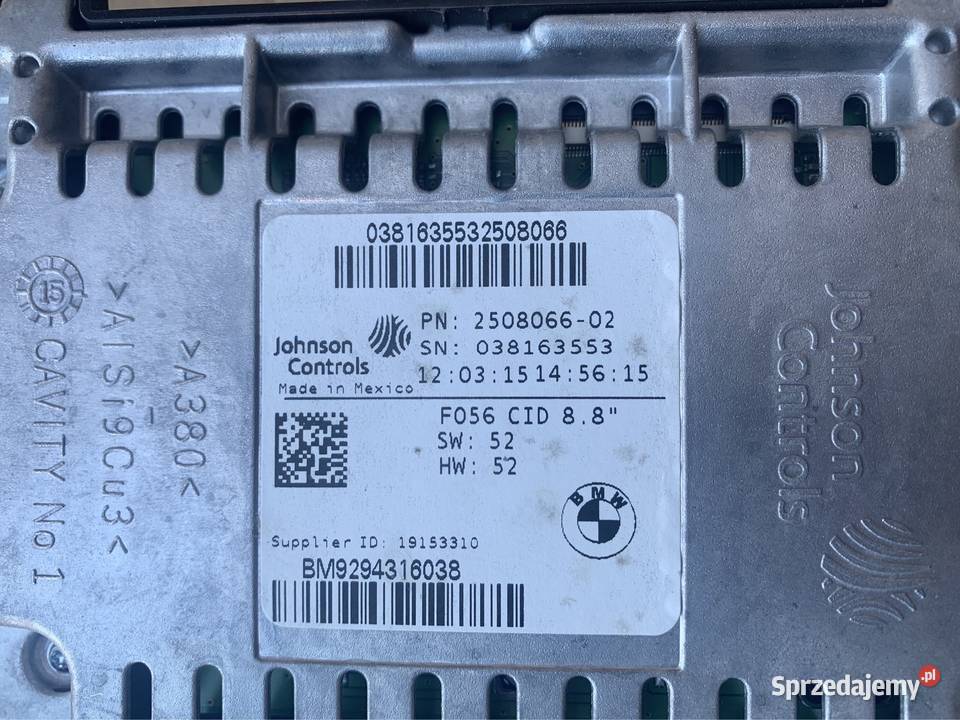 0381635532508066
PN: 2508066-02
SN: 038163553
12:03:15 14:56:15
Johnson
Controls
Made in Mexico
F056 CID 8.8"
SW: 52
HW: 52
BMW
Supplier ID: 19153310
BM9294316038
15
CAVITY No 1
>AlSi9Cu3<
>A380<
Johnson
Controls
Sprzedajemy.pl